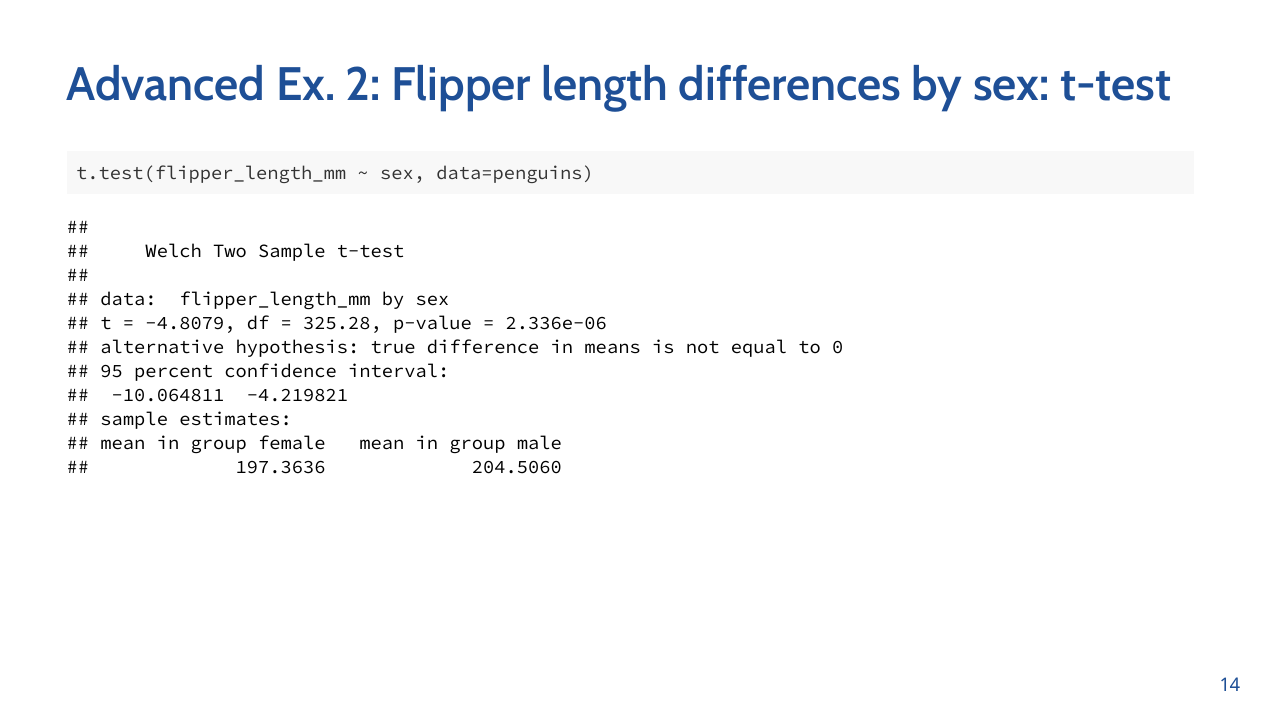 Advanced Ex. 2: Flipper length differences by sex: t-test
t.test(flipper_length_mm ~ sex, data=penguins)
##
##     Welch Two Sample t-test
##
## data:  flipper_length_mm by sex
## t = -4.8079, df = 325.28, p-value = 2.336e-06
## alternative hypothesis: true difference in means is not equal to 0
## 95 percent confidence interval:
##  -10.064811  -4.219821
## sample estimates:
## mean in group female   mean in group male
##             197.3636             204.5060
14